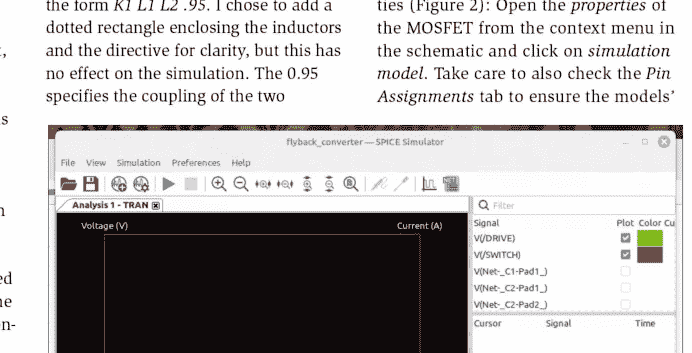 the form K1 L1 L2 .95. I chose to add a
dotted rectangle enclosing the inductors
and the directive for clarity, but this has
no effect on the simulation. The 0.95
specifies the coupling of the two
ties (Figure 2): Open the properties of
the MOSFET from the context menu in
the schematic and click on simulation
model. Take care to also check the Pin
Assignments tab to ensure the models’
flyback_converter — SPICE Simulator
File View Simulation Preferences Help
Analysis 1 - TRAN
Voltage (V) Current (A)
Filter
Signal Plot Color Cu
V(/DRIVE)
V(/SWITCH)
V(Net-_C1-Pad1_)
V(Net-_C2-Pad1_)
V(Net-_C2-Pad2_)
Cursor Signal Time